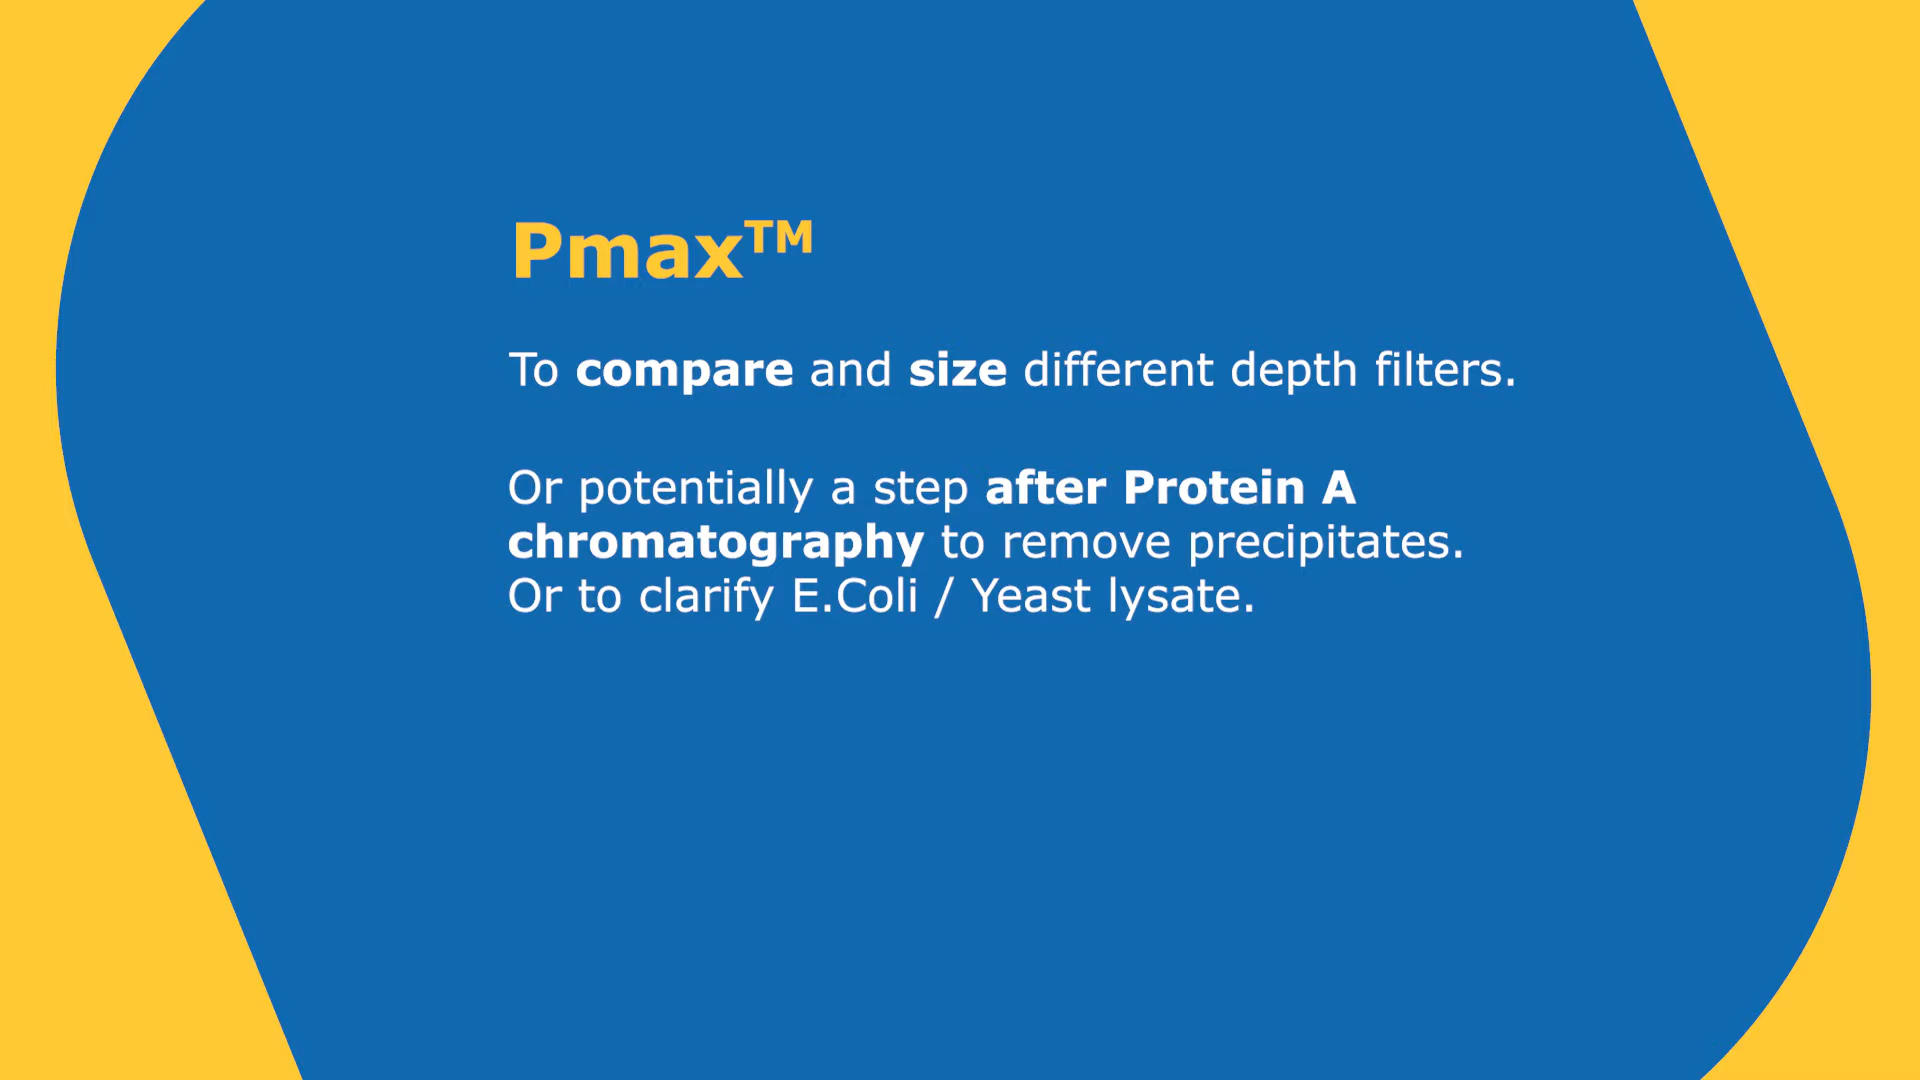 Pmax™
To compare and size different depth filters.
Or potentially a step after Protein A
chromatography to remove precipitates.
Or to clarify E.Coli / Yeast lysate.